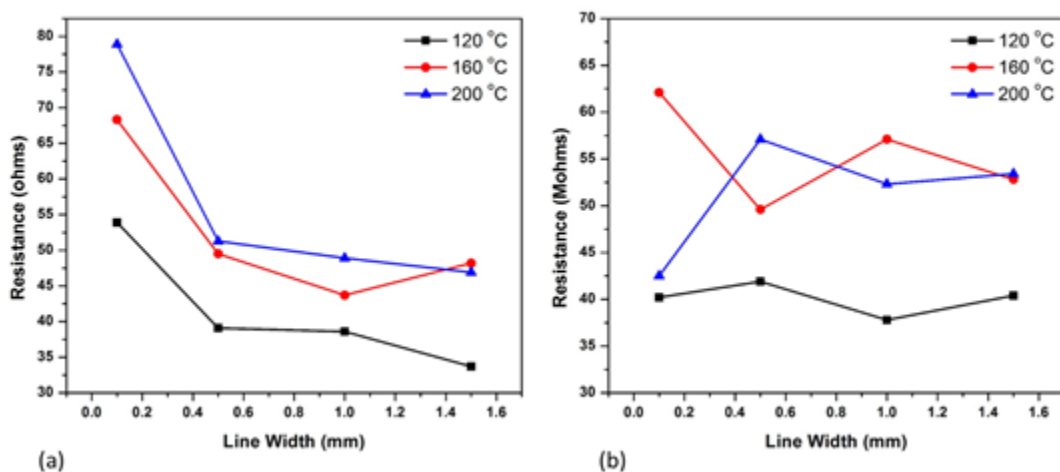 80
75
70
65
60
55
50
45
40
35
30
Resistance (ohms)
120 °C
160 °C
200 °C
0.0 0.2 0.4 0.6 0.8 1.0 1.2 1.4 1.6
Line Width (mm)
(a)
70
65
60
55
50
45
40
35
30
Resistance (Mohms)
120 °C
160 °C
200 °C
0.0 0.2 0.4 0.6 0.8 1.0 1.2 1.4 1.6
Line Width (mm)
(b)